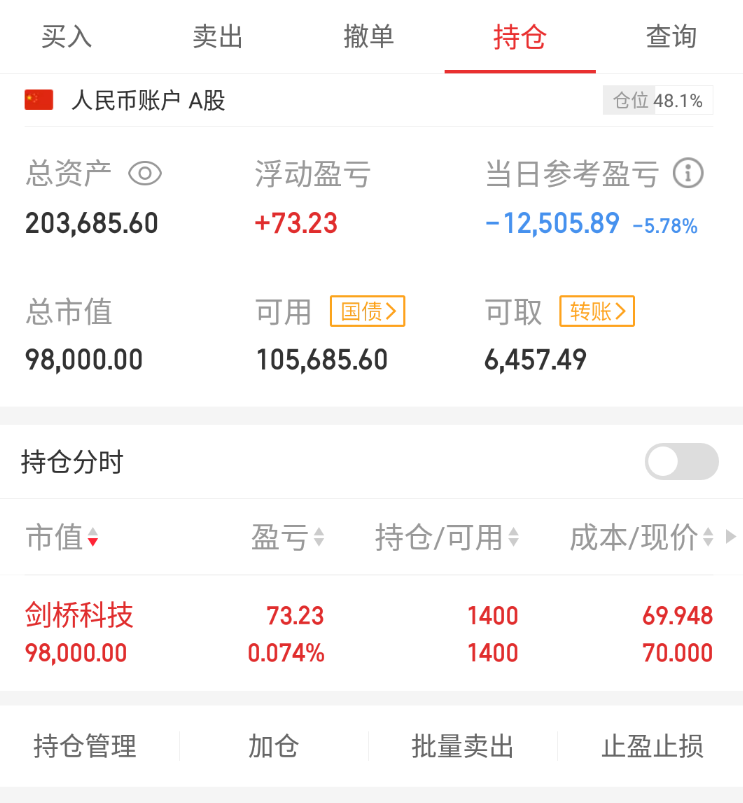 买入 卖出 撤单 持仓 查询
人民币账户 A股 仓位 48.1%
总资产 浮动盈亏 当日参考盈亏
203,685.60 +73.23 -12,505.89 -5.78%
总市值 可用 国债 可取 转账
98,000.00 105,685.60 6,457.49
持仓分时
市值 盈亏 持仓/可用 成本/现价
剑桥科技 73.23 1400 69.948
98,000.00 0.074% 1400 70.000
持仓管理 加仓 批量卖出 止盈止损